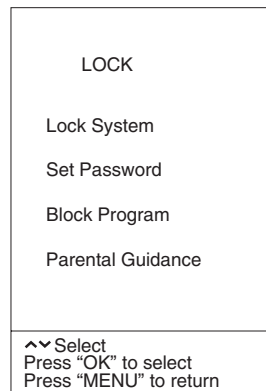 LOCK
Lock System
Set Password
Block Program
Parental Guidance
Select
Press “OK” to select
Press “MENU” to return